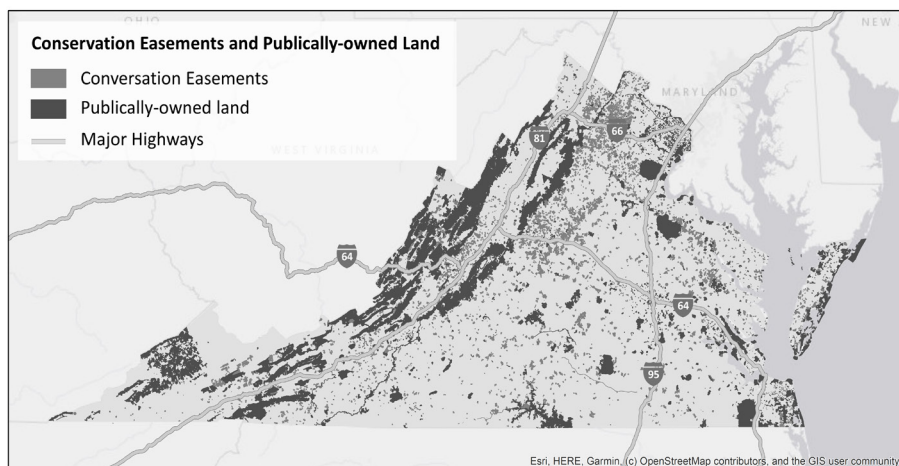 OHIO
NEW
Conservation Easements and Publically-owned Land
Conversation Easements
Publically-owned land
Major Highways
MARYLAND
WEST VIRGINIA
81
66
64
64
95
Esri, HERE, Garmin, (c) OpenStreetMap contributors, and the GIS user community